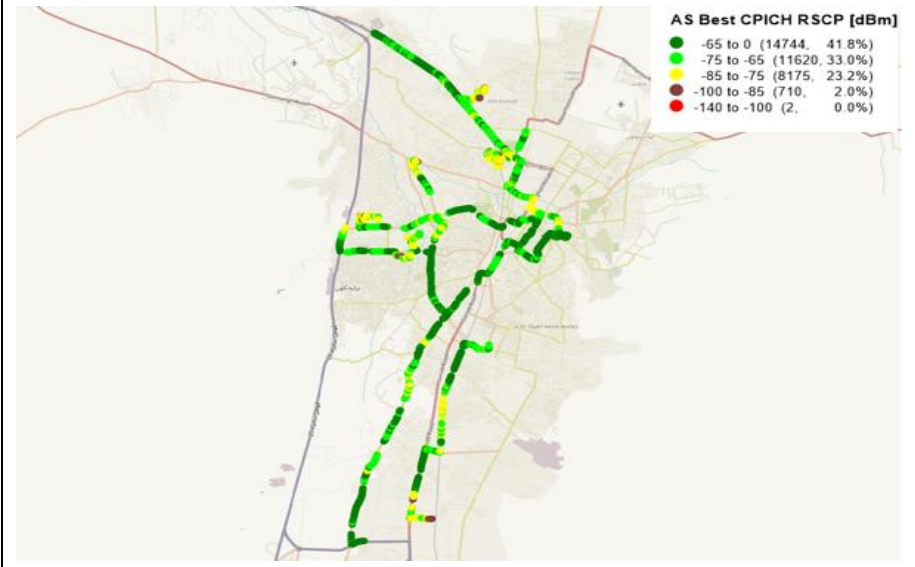 AS Best CPICH RSCP [dBm]
-65 to 0 (14744, 41.8%)
-75 to -65 (11620, 33.0%)
-85 to -75 (8175, 23.2%)
-100 to -85 (710, 2.0%)
-140 to -100 (2, 0.0%)